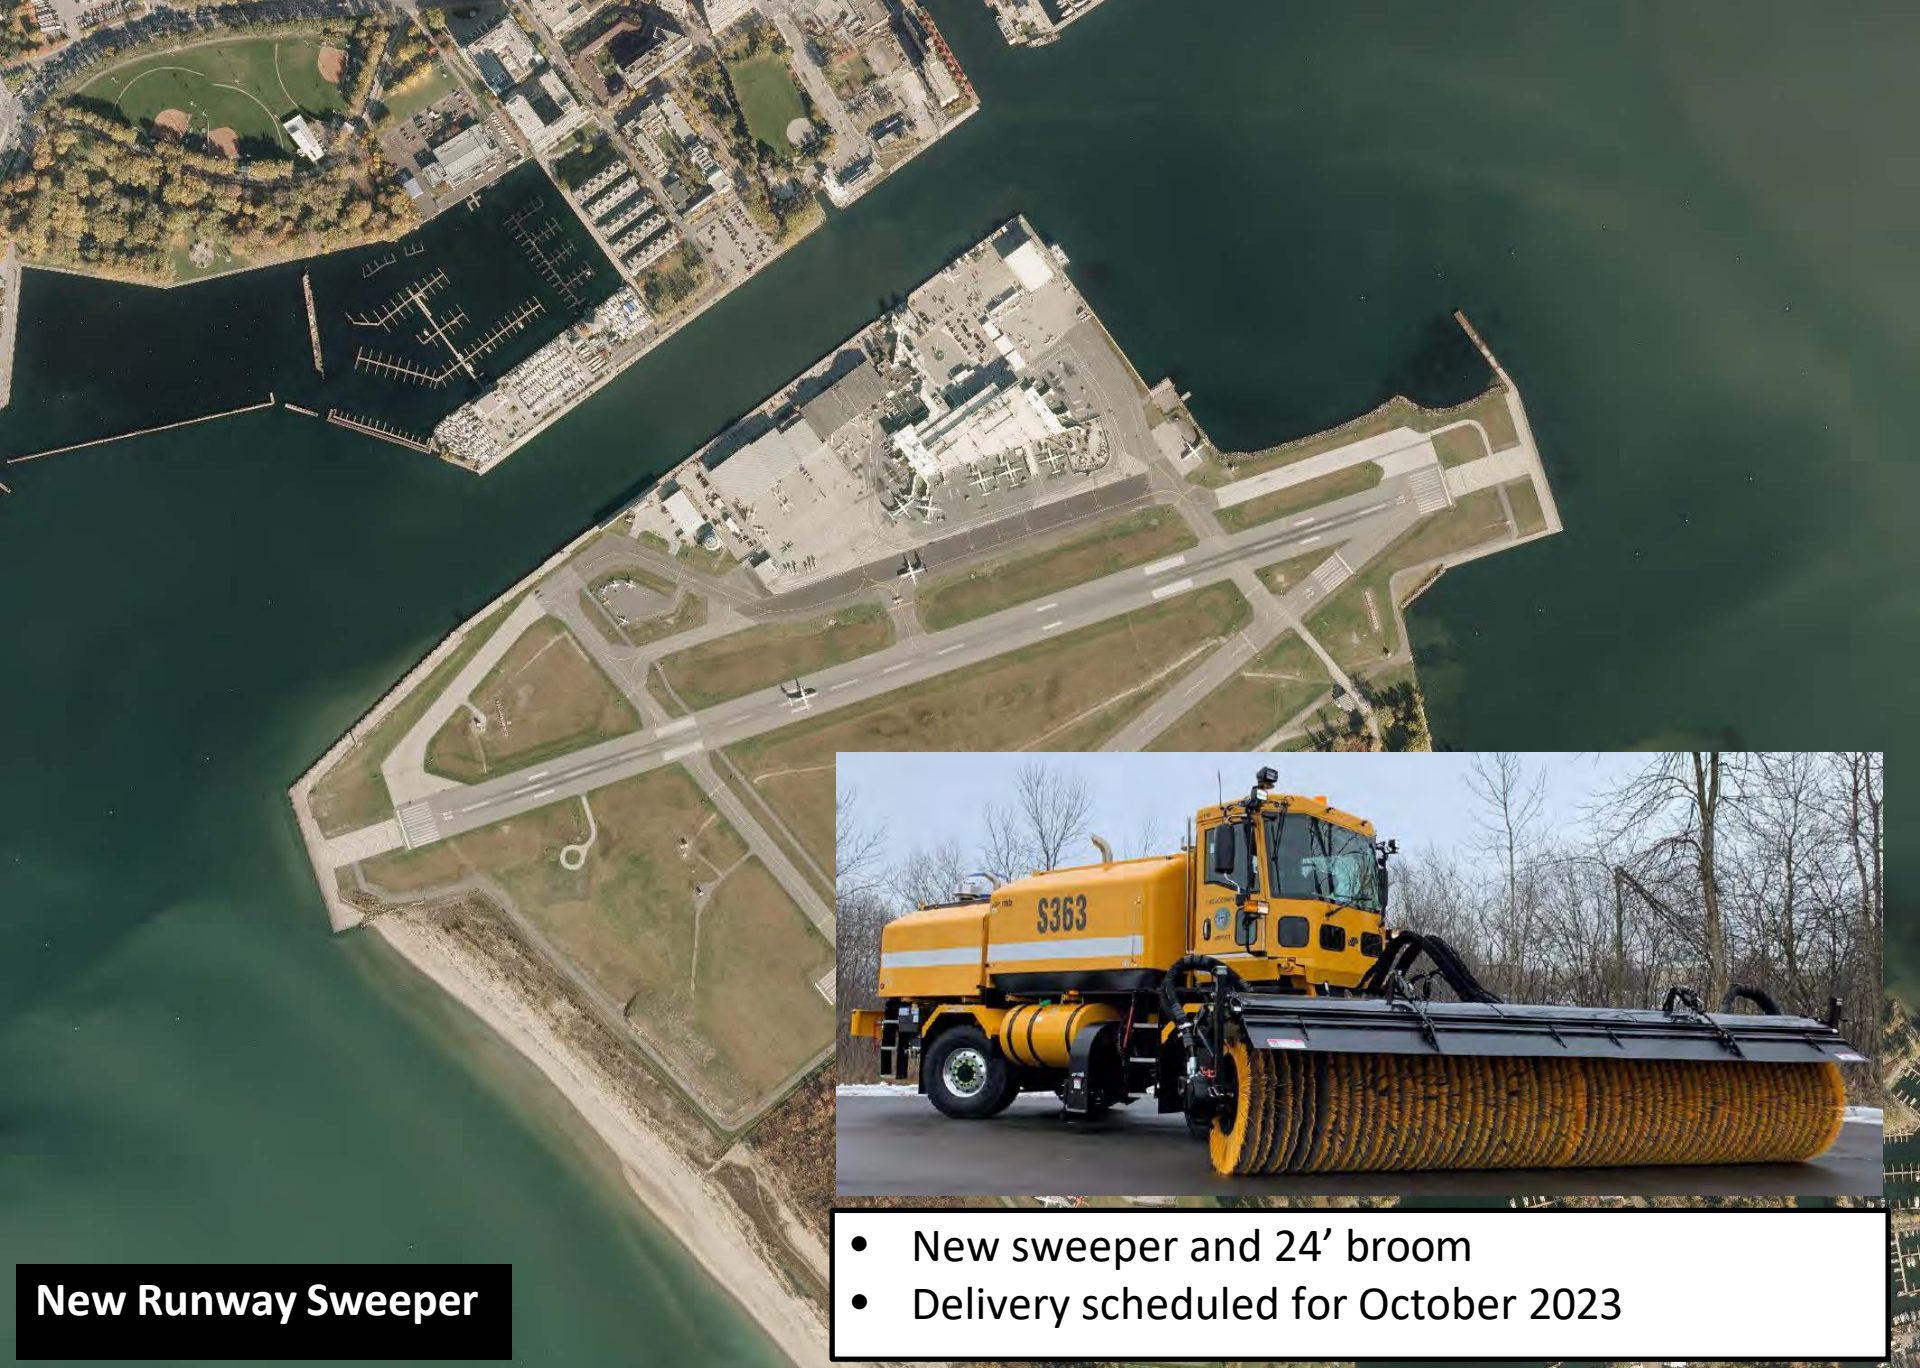 S363
• New sweeper and 24’ broom
• Delivery scheduled for October 2023
New Runway Sweeper